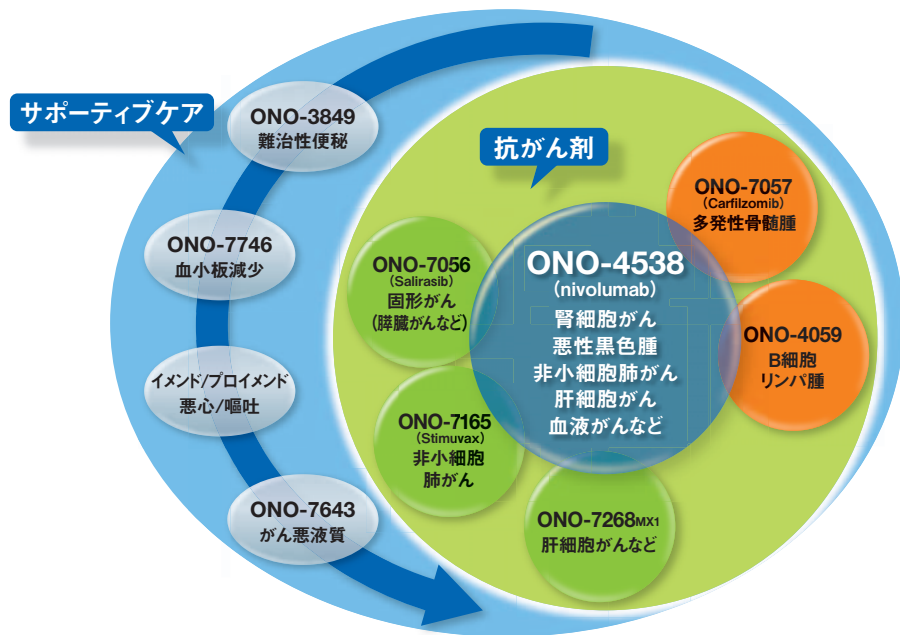 サポーティブケア
ONO-3849
難治性便秘
ONO-7746
血小板減少
イメンド/プロイメンド
悪心/嘔吐
ONO-7643
がん悪液質
抗がん剤
ONO-7057
(Carfilzomib)
多発性骨髄腫
ONO-7056
(Salirasib)
固形がん
(膵臓がんなど)
ONO-4538
(nivolumab)
腎細胞がん
悪性黒色腫
非小細胞肺がん
肝細胞がん
血液がんなど
ONO-4059
B細胞
リンパ腫
ONO-7165
(Stimuvax)
非小細胞
肺がん
ONO-7268MX1
肝細胞がんなど